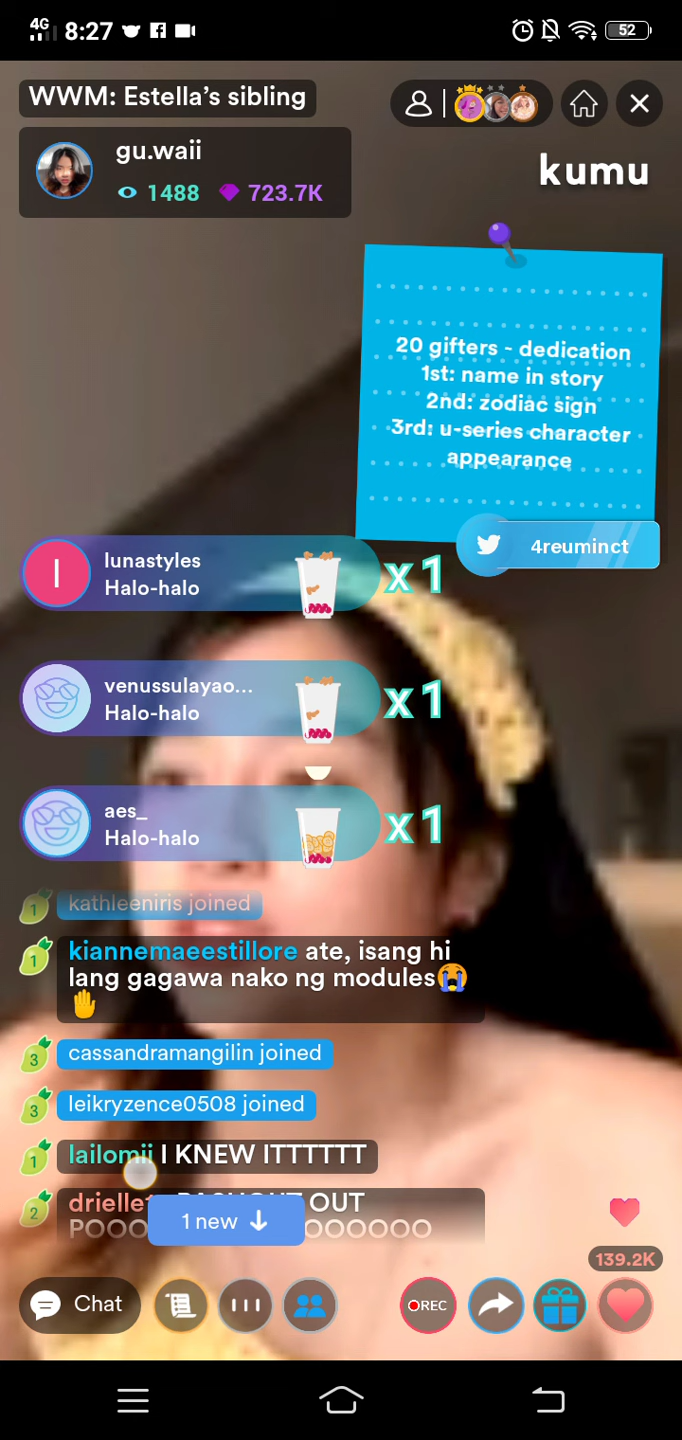 4G 8:27 52
WWM: Estella's sibling
gu.waii
1488 723.7K
kumu
20 gifters - dedication
1st: name in story
2nd: zodiac sign
3rd: u-series character
appearance
4reuminct
lunastyles
Halo-halo
x 1
venussulayao...
Halo-halo
x 1
aes_
Halo-halo
x 1
1 kathleeniris joined
1 kiannemaeestillore ate, isang hi
lang gagawa nako ng modules😭
🤚
3 cassandramangilin joined
3 leikryzence0508 joined
1 lailomii I KNEW ITTTTTT
2 OUT
1 new
139.2K
Chat
REC